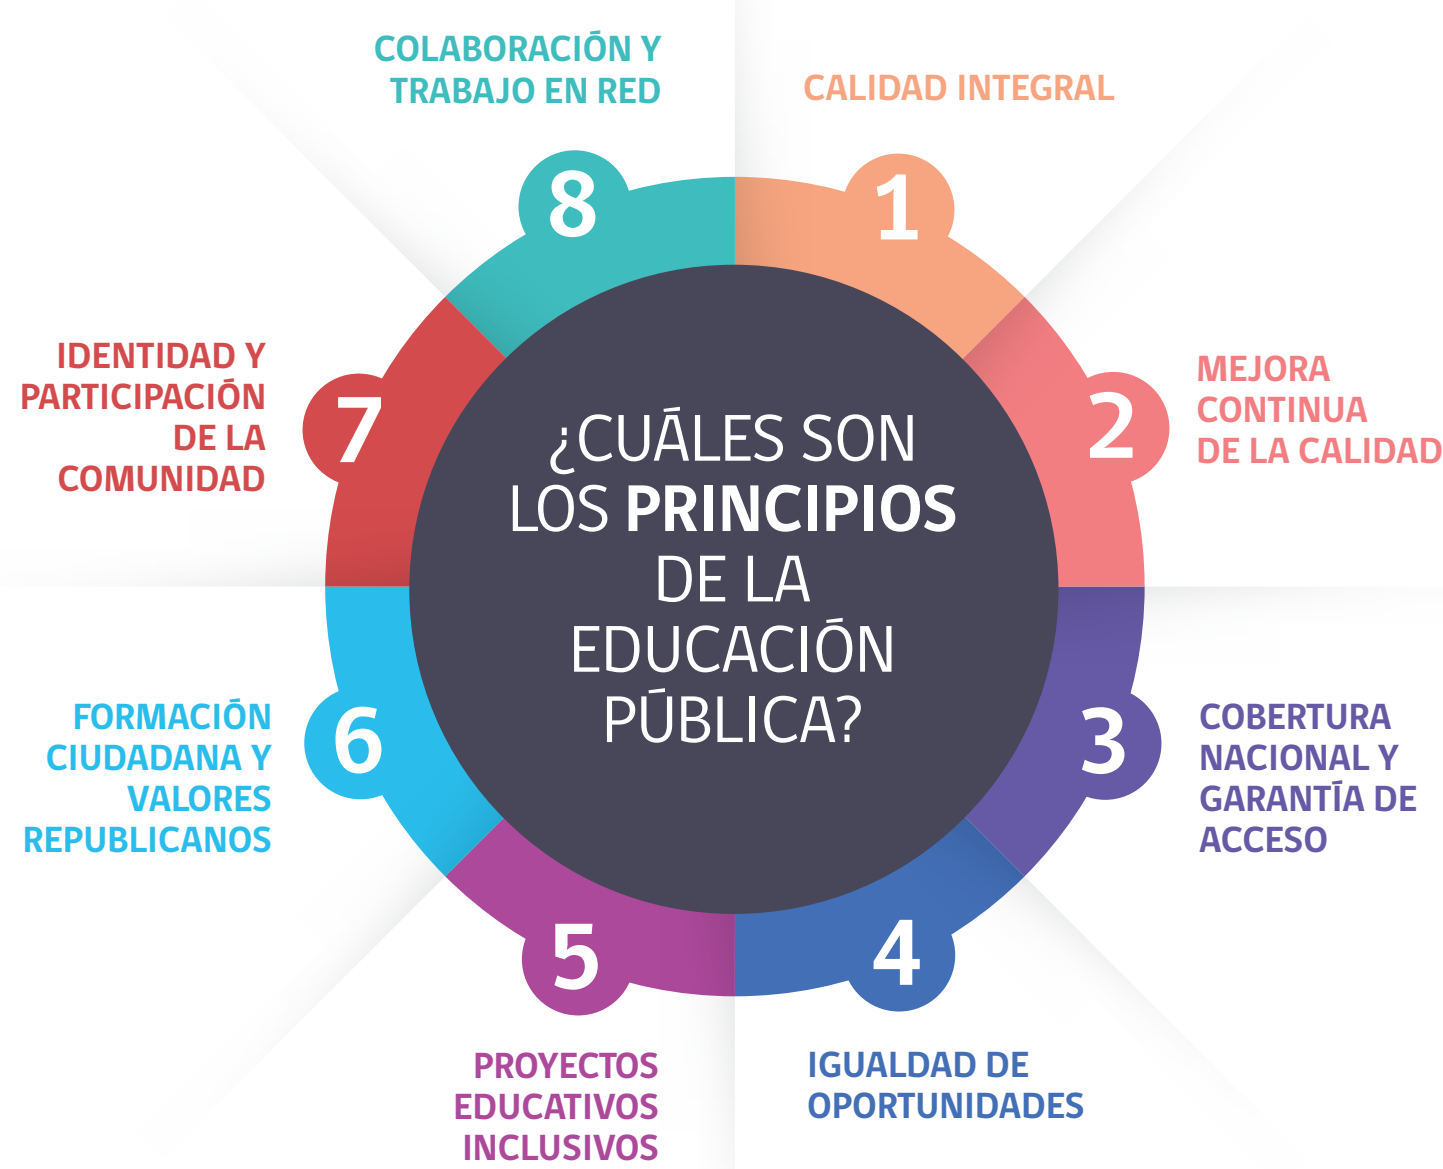 ¿CUÁLES SON
LOS PRINCIPIOS
DE LA
EDUCACIÓN
PÚBLICA?
1
CALIDAD INTEGRAL
2
MEJORA
CONTINUA
DE LA CALIDAD
3
COBERTURA
NACIONAL Y
GARANTÍA DE
ACCESO
4
IGUALDAD DE
OPORTUNIDADES
5
PROYECTOS
EDUCATIVOS
INCLUSIVOS
6
FORMACIÓN
CIUDADANA Y
VALORES
REPUBLICANOS
7
IDENTIDAD Y
PARTICIPACIÓN
DE LA
COMUNIDAD
8
COLABORACIÓN Y
TRABAJO EN RED